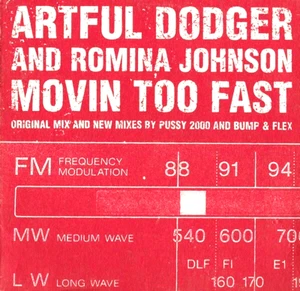 ARTFUL DODGER
AND ROMINA JOHNSON
MOVIN TOO FAST
ORIGINAL MIX AND NEW MIXES BY PUSSY 2000 AND BUMP & FLEX
FM FREQUENCY MODULATION 88 91 94
MW MEDIUM WAVE 540 600 70
DLF FI E1
LW LONG WAVE 160 170